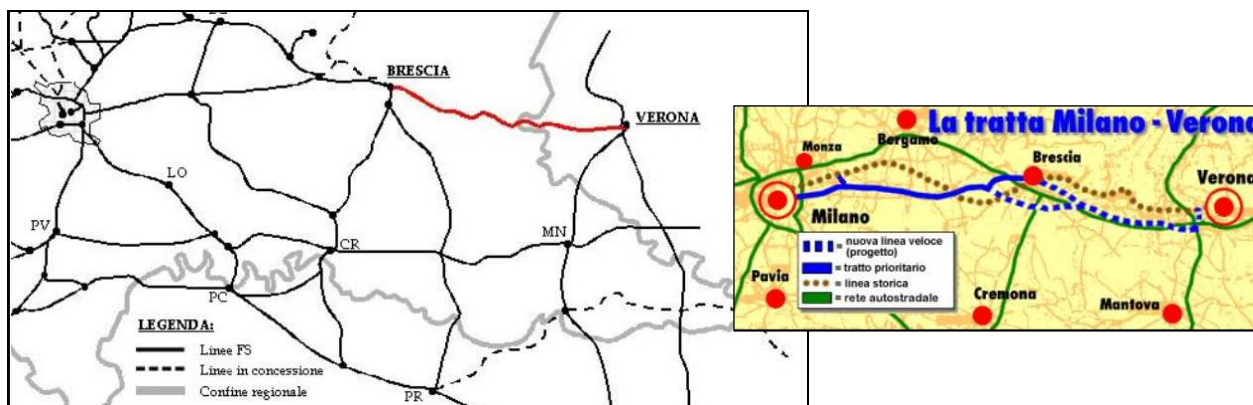 BRESCIA
VERONA
LO
PV
MN
CR
PC
PR
LEGENDA:
Linee FS
Linee in concessione
Confine regionale
La tratta Milano - Verona
Bergamo
Monza
Brescia
Verona
Milano
= nuova linea veloce
(progetto)
= tratto prioritario
= linea storica
= rete autostradale
Pavia
Cremona
Mantova